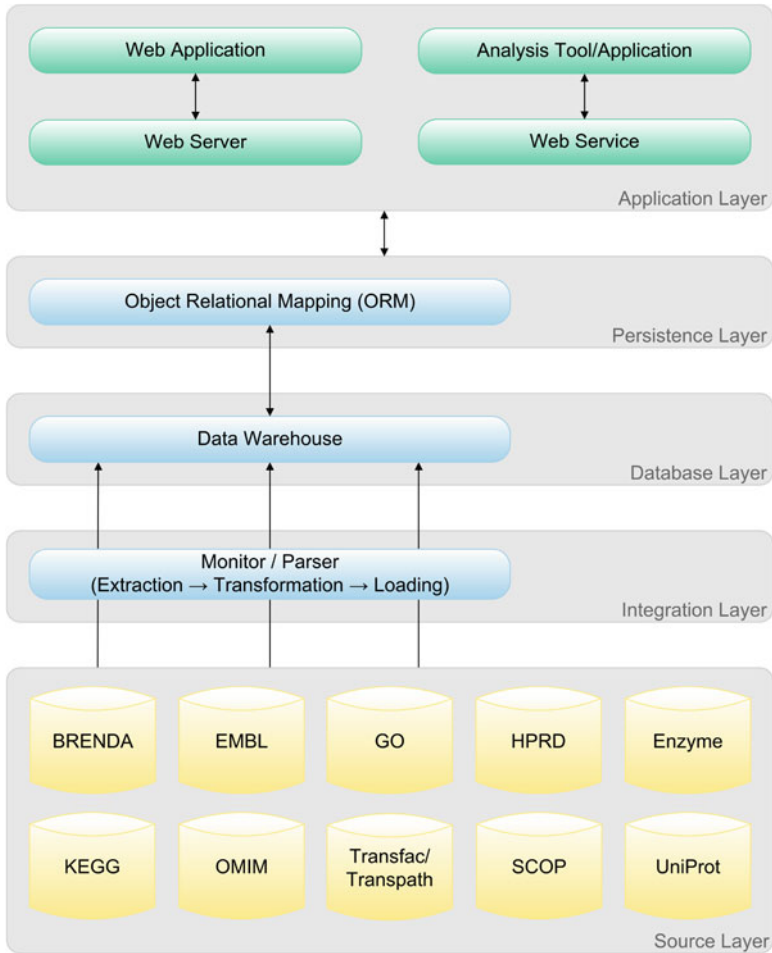 Web Application
Analysis Tool/Application
Web Server
Web Service
Application Layer
Object Relational Mapping (ORM)
Persistence Layer
Data Warehouse
Database Layer
Monitor / Parser
(Extraction → Transformation → Loading)
Integration Layer
BRENDA
EMBL
GO
HPRD
Enzyme
KEGG
OMIM
Transfac/
Transpath
SCOP
UniProt
Source Layer